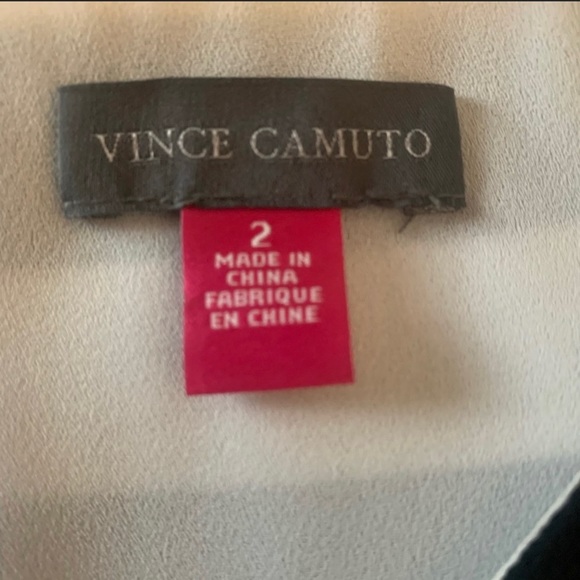 VINCE CAMUTO
2
MADE IN
CHINA
FABRIQUE
EN CHINE